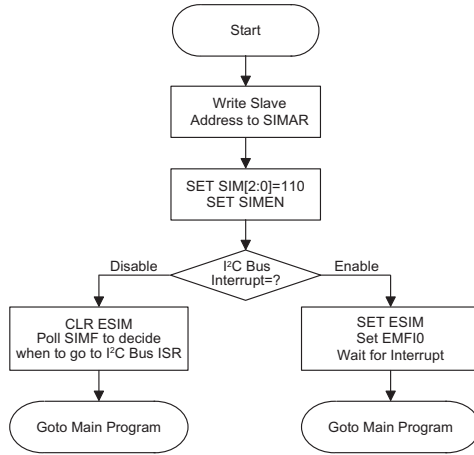 Start
Write Slave
Address to SIMAR
SET SIM[2:0]=110
SET SIMEN
I²C Bus
Interrupt=?
Disable
Enable
CLR ESIM
Poll SIMF to decide
when to go to I²C Bus ISR
SET ESIM
Set EMFI0
Wait for Interrupt
Goto Main Program
Goto Main Program